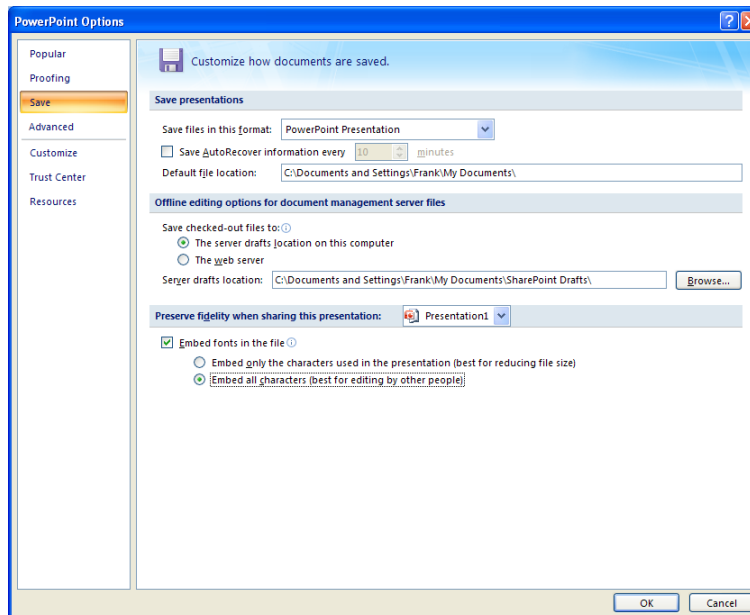 PowerPoint Options
Popular
Proofing
Save
Advanced
Customize
Trust Center
Resources
Customize how documents are saved.
Save presentations
Save files in this format: PowerPoint Presentation
Save AutoRecover information every 10 minutes
Default file location: C:\Documents and Settings\Frank\My Documents\
Offline editing options for document management server files
Save checked-out files to:
The server drafts location on this computer
The web server
Server drafts location: C:\Documents and Settings\Frank\My Documents\SharePoint Drafts\ Browse...
Preserve fidelity when sharing this presentation: Presentation1
Embed fonts in the file
Embed only the characters used in the presentation (best for reducing file size)
Embed all characters (best for editing by other people)
OK Cancel